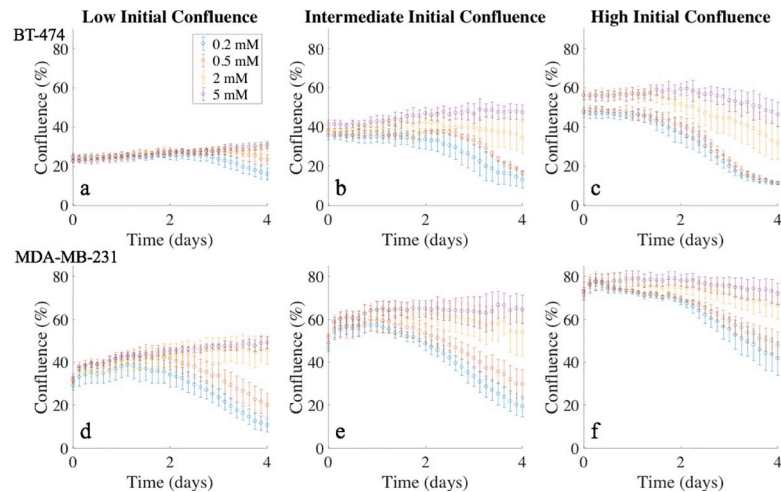 Low Initial Confluence
Intermediate Initial Confluence
High Initial Confluence
BT-474
80
60
40
20
0
Confluence (%)
0.2 mM
0.5 mM
2 mM
5 mM
a
0 2 4
Time (days)
80
60
40
20
0
Confluence (%)
b
0 2 4
Time (days)
80
60
40
20
0
Confluence (%)
c
0 2 4
Time (days)
MDA-MB-231
80
60
40
20
0
Confluence (%)
d
0 2 4
Time (days)
80
60
40
20
0
Confluence (%)
e
0 2 4
Time (days)
80
60
40
20
0
Confluence (%)
f
0 2 4
Time (days)